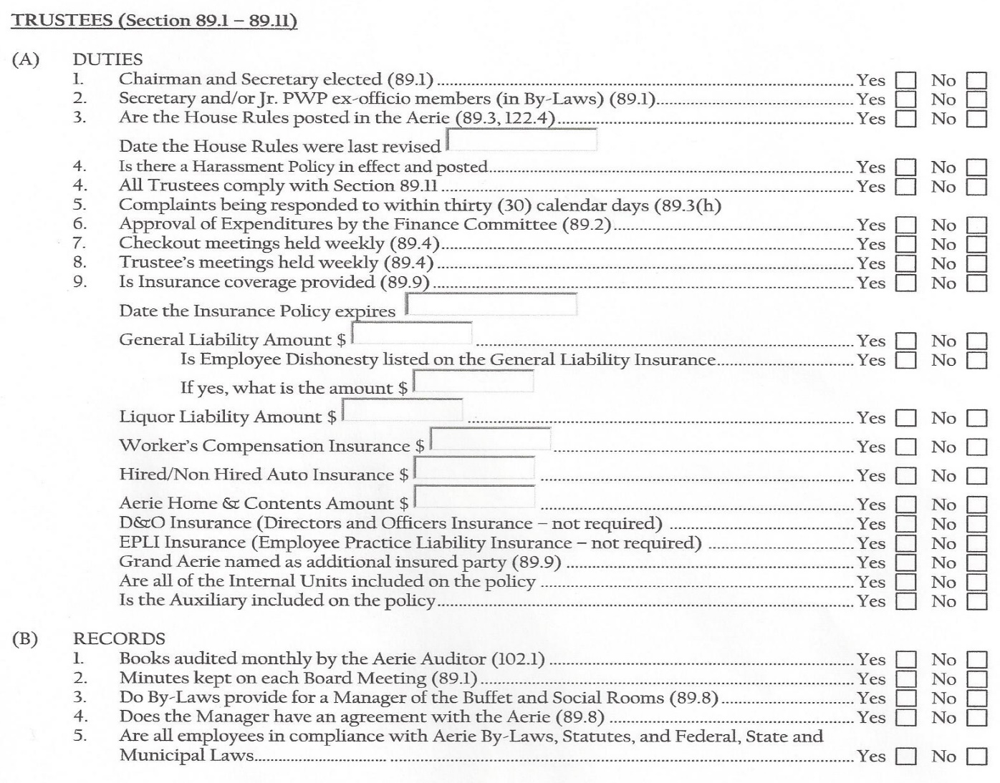 TRUSTEES (Section 89.1 – 89.11)
(A) DUTIES
1. Chairman and Secretary elected (89.1) Yes No
2. Secretary and/or Jr. PWP ex-officio members (in By-Laws) (89.1) Yes No
3. Are the House Rules posted in the Aerie (89.3, 122.4) Yes No
Date the House Rules were last revised
4. Is there a Harassment Policy in effect and posted Yes No
4. All Trustees comply with Section 89.11 Yes No
5. Complaints being responded to within thirty (30) calendar days (89.3(h)
6. Approval of Expenditures by the Finance Committee (89.2) Yes No
7. Checkout meetings held weekly (89.4) Yes No
8. Trustee's meetings held weekly (89.4) Yes No
9. Is Insurance coverage provided (89.9) Yes No
Date the Insurance Policy expires
General Liability Amount $ Yes No
Is Employee Dishonesty listed on the General Liability Insurance Yes No
If yes, what is the amount $
Liquor Liability Amount $ Yes No
Worker's Compensation Insurance $ Yes No
Hired/Non Hired Auto Insurance $ Yes No
Aerie Home & Contents Amount $ Yes No
D&O Insurance (Directors and Officers Insurance – not required) Yes No
EPLI Insurance (Employee Practice Liability Insurance – not required) Yes No
Grand Aerie named as additional insured party (89.9) Yes No
Are all of the Internal Units included on the policy Yes No
Is the Auxiliary included on the policy Yes No
(B) RECORDS
1. Books audited monthly by the Aerie Auditor (102.1) Yes No
2. Minutes kept on each Board Meeting (89.1) Yes No
3. Do By-Laws provide for a Manager of the Buffet and Social Rooms (89.8) Yes No
4. Does the Manager have an agreement with the Aerie (89.8) Yes No
5. Are all employees in compliance with Aerie By-Laws, Statutes, and Federal, State and
Municipal Laws Yes No